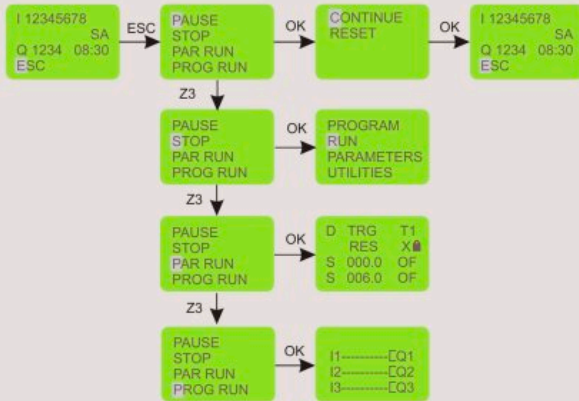 I 12345678
SA
Q 1234 08:30
ESC
ESC
PAUSE
STOP
PAR RUN
PROG RUN
OK
CONTINUE
RESET
OK
I 12345678
SA
Q 1234 08:30
ESC
Z3
PAUSE
STOP
PAR RUN
PROG RUN
OK
PROGRAM
RUN
PARAMETERS
UTILITIES
Z3
PAUSE
STOP
PAR RUN
PROG RUN
OK
D TRG T1
RES X
S 000.0 OF
S 006.0 OF
Z3
PAUSE
STOP
PAR RUN
PROG RUN
OK
I1---------[Q1
I2---------[Q2
I3---------[Q3